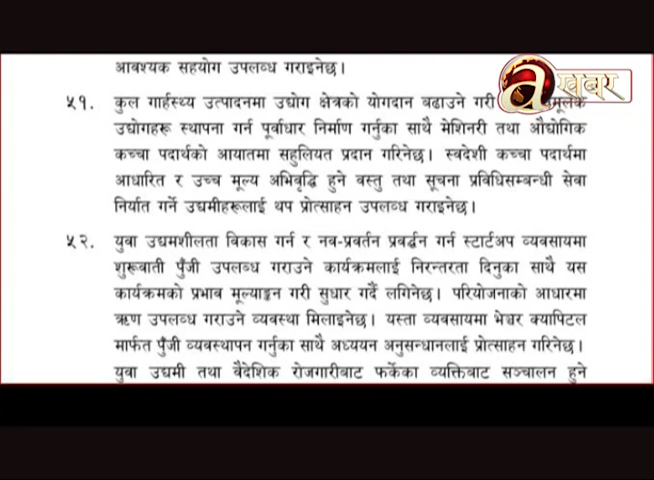 आवश्यक सहयोग उपलब्ध गराइनेछ।
a खबर
५१. कुल गार्हस्थ्य उत्पादनमा उद्योग क्षेत्रको योगदान बढाउने गरी
उद्योगहरू स्थापना गर्न पूर्वाधार निर्माण गर्नुका साथै मेशिनरी तथा औद्योगिक
कच्चा पदार्थको आयातमा सहुलियत प्रदान गरिनेछ। स्वदेशी कच्चा पदार्थमा
आधारित र उच्च मूल्य अभिवृद्धि हुने वस्तु तथा सूचना प्रविधिसम्बन्धी सेवा
निर्यात गर्ने उद्यमीहरूलाई थप प्रोत्साहन उपलब्ध गराइनेछ।
५२. युवा उद्यमशीलता विकास गर्न र नव-प्रवर्तन प्रवर्द्धन गर्न स्टार्टअप व्यवसायमा
शुरूवाती पुँजी उपलब्ध गराउने कार्यक्रमलाई निरन्तरता दिनुका साथै यस
कार्यक्रमको प्रभाव मूल्याङ्कन गरी सुधार गर्दै लगिनेछ। परियोजनाको आधारमा
ऋण उपलब्ध गराउने व्यवस्था मिलाइनेछ। यस्ता व्यवसायमा भेञ्चर क्यापिटल
मार्फत पुँजी व्यवस्थापन गर्नुका साथै अध्ययन अनुसन्धानलाई प्रोत्साहन गरिनेछ।
युवा उद्यमी तथा वैदेशिक रोजगारीबाट फर्केका व्यक्तिबाट सञ्चालन हुने